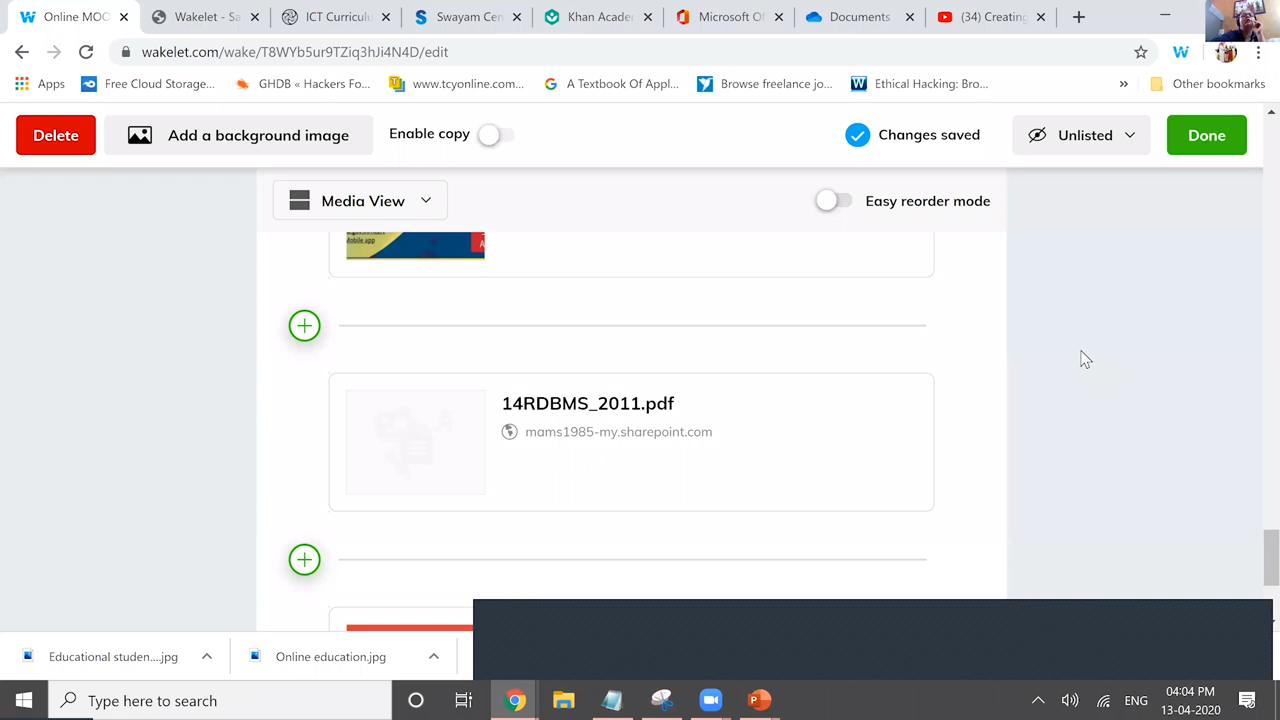 Online MOC
Wakelet - Sa
ICT Curriculu
Swayam Cen
Khan Acade
Microsoft Of
Documents
(34) Creating
wakelet.com/wake/T8WYb5ur9TZiq3hJi4N4D/edit
Apps
Free Cloud Storage...
GHDB « Hackers Fo...
www.tcyonline.com...
A Textbook Of Appl...
Browse freelance jo...
Ethical Hacking: Bro...
»
Other bookmarks
Delete
Add a background image
Enable copy
Changes saved
Unlisted
Done
Media View
Easy reorder mode
Mobile app
14RDBMS_2011.pdf
mams1985-my.sharepoint.com
Educational studen....jpg
Online education.jpg
Type here to search
ENG
04:04 PM
13-04-2020